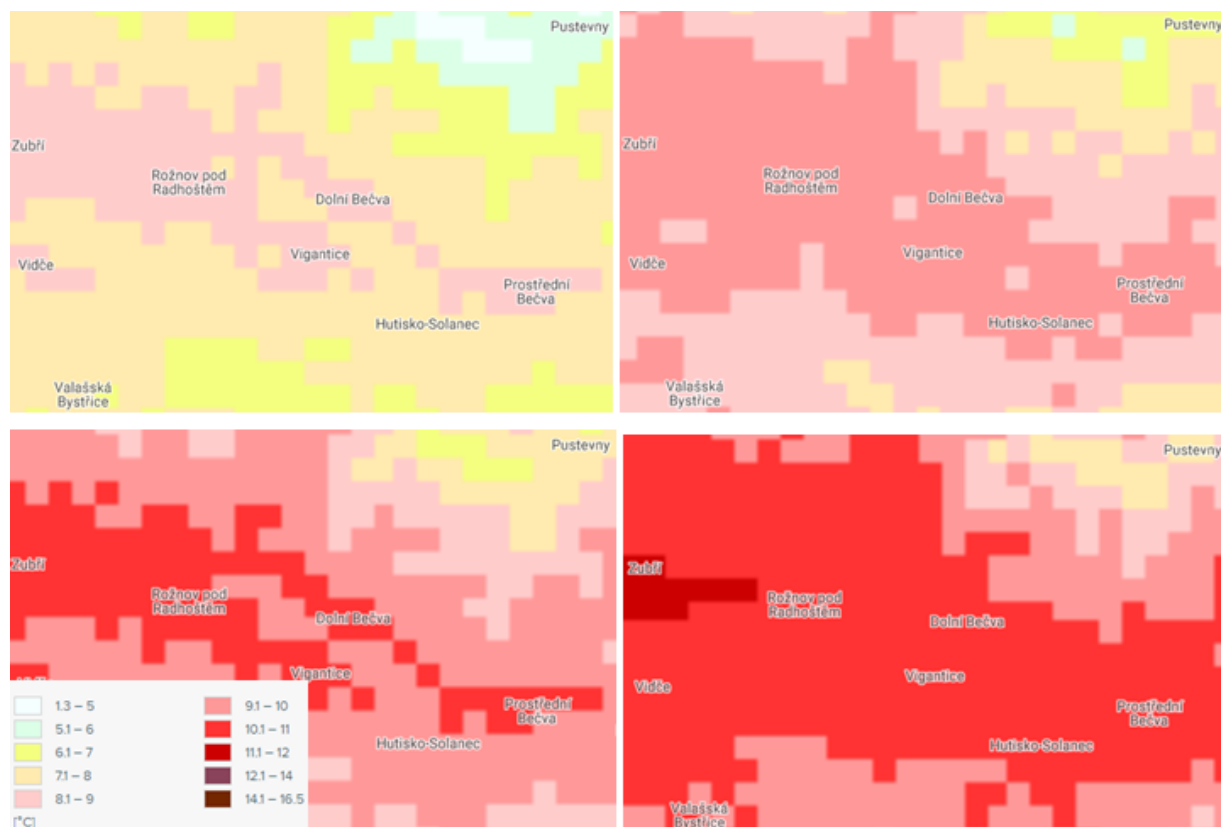 Pustevny
Zubří
Rožnov pod
Radhoštěm
Dolní Bečva
Vigantice
Vidče
Prostřední
Bečva
Hutisko-Solanec
Valašská
Bystřice
Pustevny
Zubří
Rožnov pod
Radhoštěm
Dolní Bečva
Vigantice
Vidče
Prostřední
Bečva
Hutisko-Solanec
Valašská
Bystřice
Pustevny
Zubří
Rožnov pod
Radhoštěm
Dolní Bečva
Vigantice
Prostřední
Bečva
Hutisko-Solanec
1.3 – 5
5.1 – 6
6.1 – 7
7.1 – 8
8.1 – 9
[°C]
9.1 – 10
10.1 – 11
11.1 – 12
12.1 – 14
14.1 – 16.5
Pustevny
Zubří
Rožnov pod
Radhoštěm
Dolní Bečva
Vigantice
Vidče
Prostřední
Bečva
Hutisko-Solanec
Valašská
Bystřice